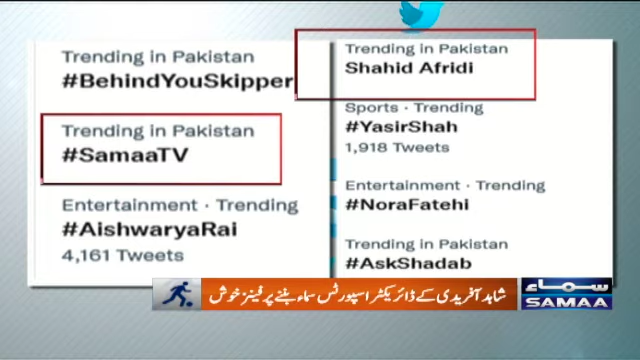 Trending in Pakistan
#BehindYouSkipper
Trending in Pakistan
#SamaaTV
Entertainment · Trending
#AishwaryaRai
4,161 Tweets
Trending in Pakistan
Shahid Afridi
Sports · Trending
#YasirShah
1,918 Tweets
Entertainment · Trending
#NoraFatehi
Trending in Pakistan
#AskShadab
شاہد آفریدی کے ڈائریکٹر اسپورٹس سماء بننے پر فینز خوش
سماء
SAMAA